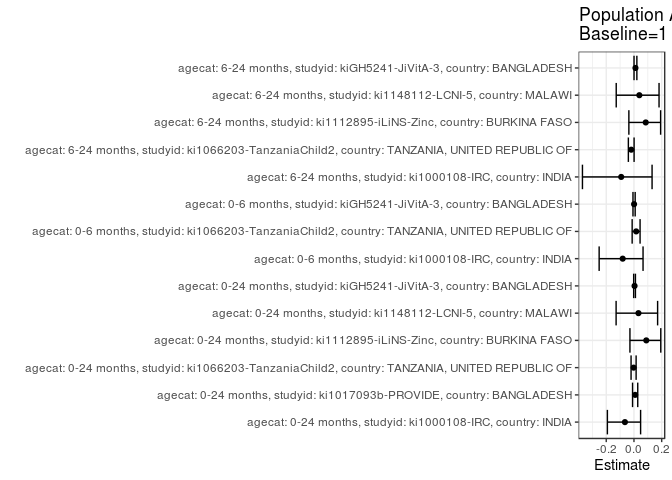 Population A
Baseline=1
agecat: 6-24 months, studyid: kiGH5241-JiVitA-3, country: BANGLADESH
agecat: 6-24 months, studyid: ki1148112-LCNI-5, country: MALAWI
agecat: 6-24 months, studyid: ki1112895-iLiNS-Zinc, country: BURKINA FASO
agecat: 6-24 months, studyid: ki1066203-TanzaniaChild2, country: TANZANIA, UNITED REPUBLIC OF
agecat: 6-24 months, studyid: ki1000108-IRC, country: INDIA
agecat: 0-6 months, studyid: kiGH5241-JiVitA-3, country: BANGLADESH
agecat: 0-6 months, studyid: ki1066203-TanzaniaChild2, country: TANZANIA, UNITED REPUBLIC OF
agecat: 0-6 months, studyid: ki1000108-IRC, country: INDIA
agecat: 0-24 months, studyid: kiGH5241-JiVitA-3, country: BANGLADESH
agecat: 0-24 months, studyid: ki1148112-LCNI-5, country: MALAWI
agecat: 0-24 months, studyid: ki1112895-iLiNS-Zinc, country: BURKINA FASO
agecat: 0-24 months, studyid: ki1066203-TanzaniaChild2, country: TANZANIA, UNITED REPUBLIC OF
agecat: 0-24 months, studyid: ki1017093b-PROVIDE, country: BANGLADESH
agecat: 0-24 months, studyid: ki1000108-IRC, country: INDIA
-0.2 0.0 0.2
Estimate